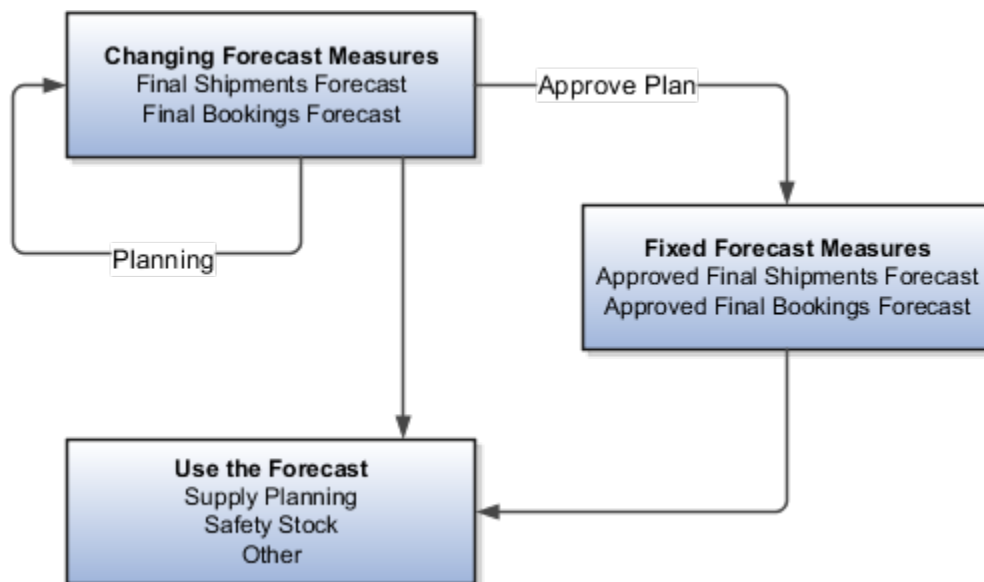 Changing Forecast Measures
Final Shipments Forecast
Final Bookings Forecast
Approve Plan
Planning
Fixed Forecast Measures
Approved Final Shipments Forecast
Approved Final Bookings Forecast
Use the Forecast
Supply Planning
Safety Stock
Other